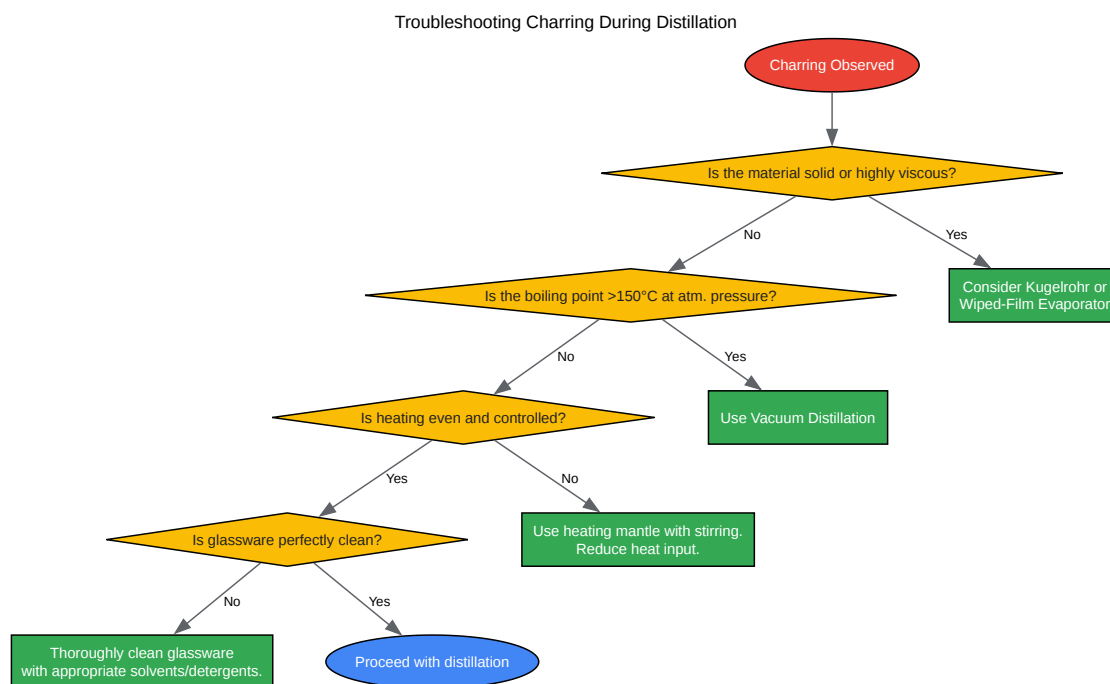 Troubleshooting Charring During Distillation
Charring Observed
Is the material solid or highly viscous?
No
Yes
Is the boiling point >150°C at atm. pressure?
Consider Kugelrohr or
Wiped-Film Evaporator
No
Yes
Is heating even and controlled?
Use Vacuum Distillation
Yes
No
Is glassware perfectly clean?
Use heating mantle with stirring.
Reduce heat input.
No
Yes
Thoroughly clean glassware
with appropriate solvents/detergents.
Proceed with distillation